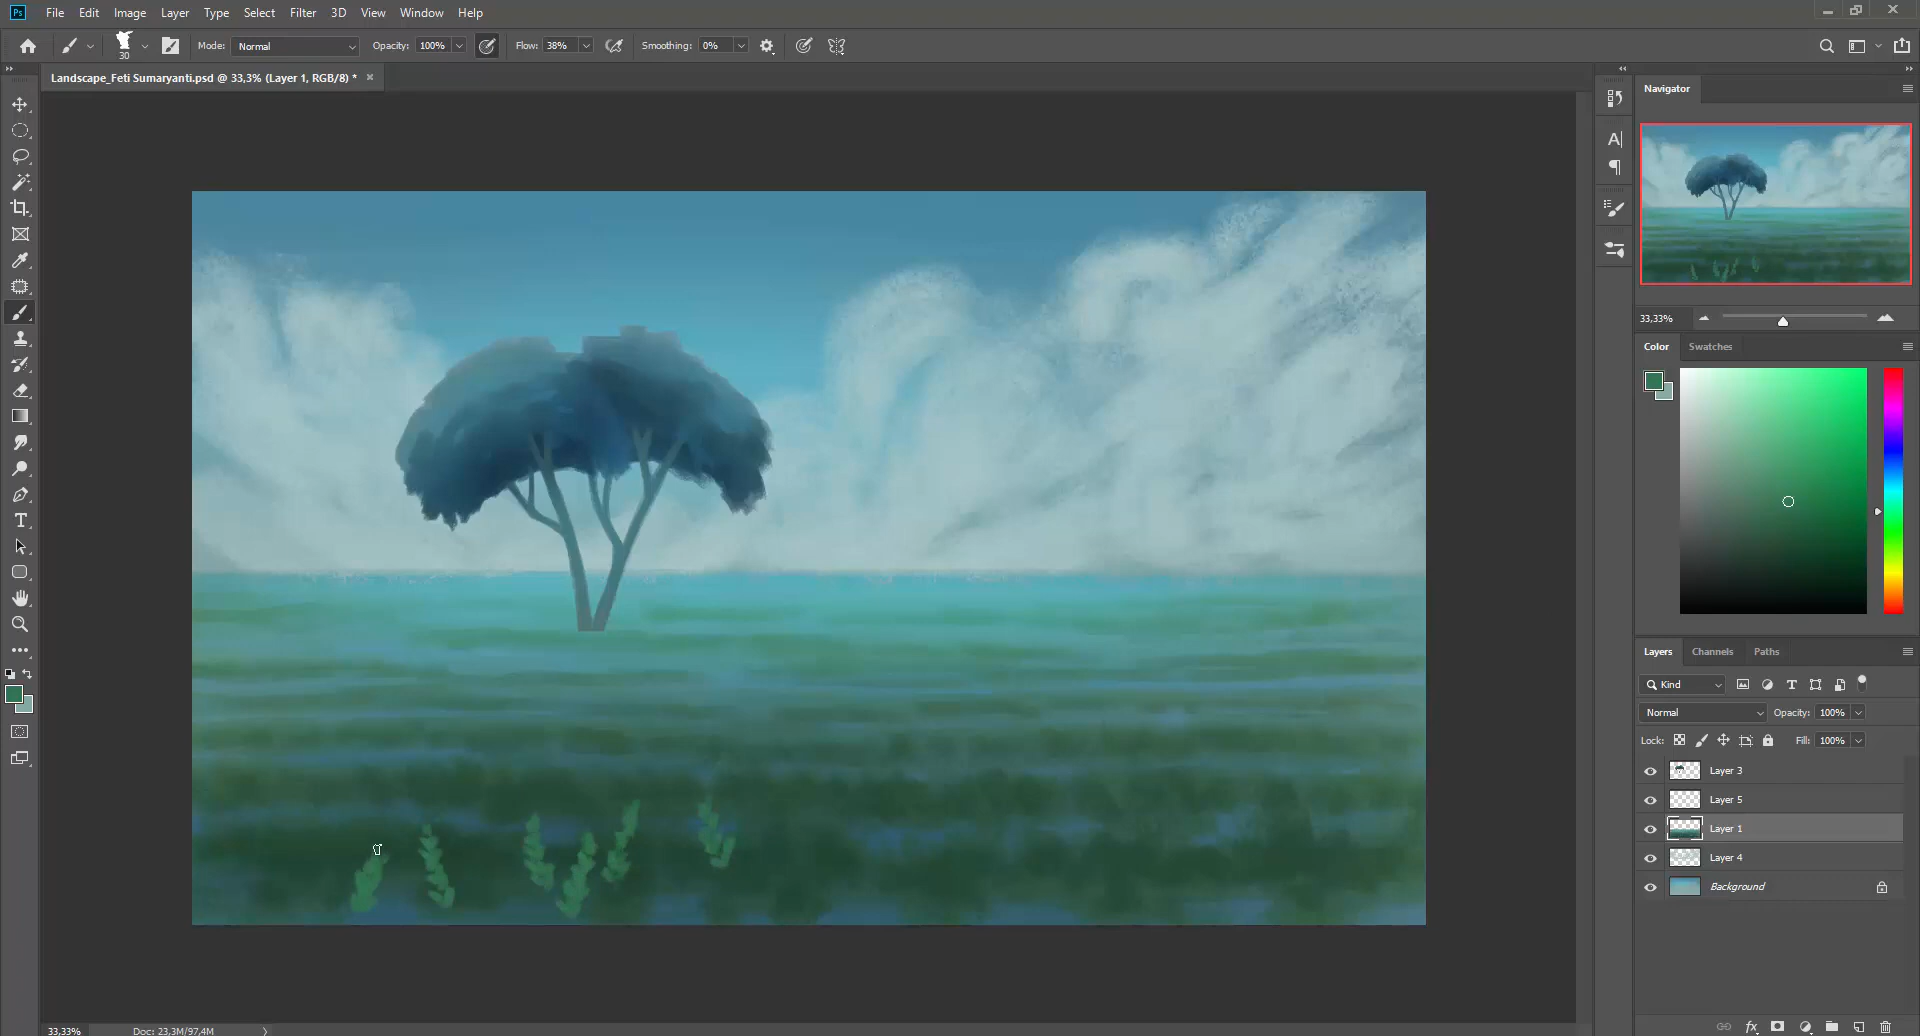 Ps File Edit Image Layer Type Select Filter 3D View Window Help
30 Mode: Normal Opacity: 100% Flow: 38% Smoothing: 0%
Landscape_Feti Sumaryanti.psd @ 33,3% (Layer 1, RGB/8) *
Navigator
33,33%
Color Swatches
Layers Channels Paths
Kind
Normal Opacity: 100%
Lock: Fill: 100%
Layer 3
Layer 5
Layer 1
Layer 4
Background
33,33% Doc: 23,3M/97,4M